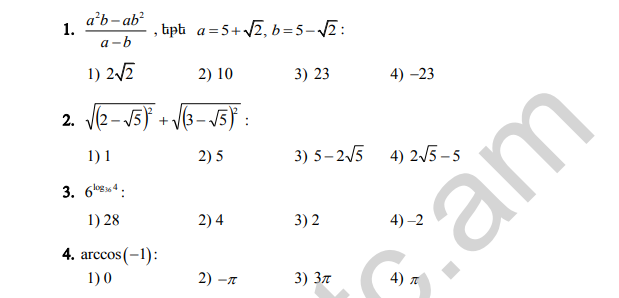 1. \frac{a²b – ab²}{a – b}, եթե a = 5 + √2, b = 5 – √2 :
1) 2√2 2) 10 3) 23 4) –23
2. √((2 – √5)²) + √((3 – √5)²) :
1) 1 2) 5 3) 5 – 2√5 4) 2√5 – 5
3. 6^{log₃₆ 4} :
1) 28 2) 4 3) 2 4) –2
4. arccos(–1):
1) 0 2) –π 3) 3π 4) π
tc.am